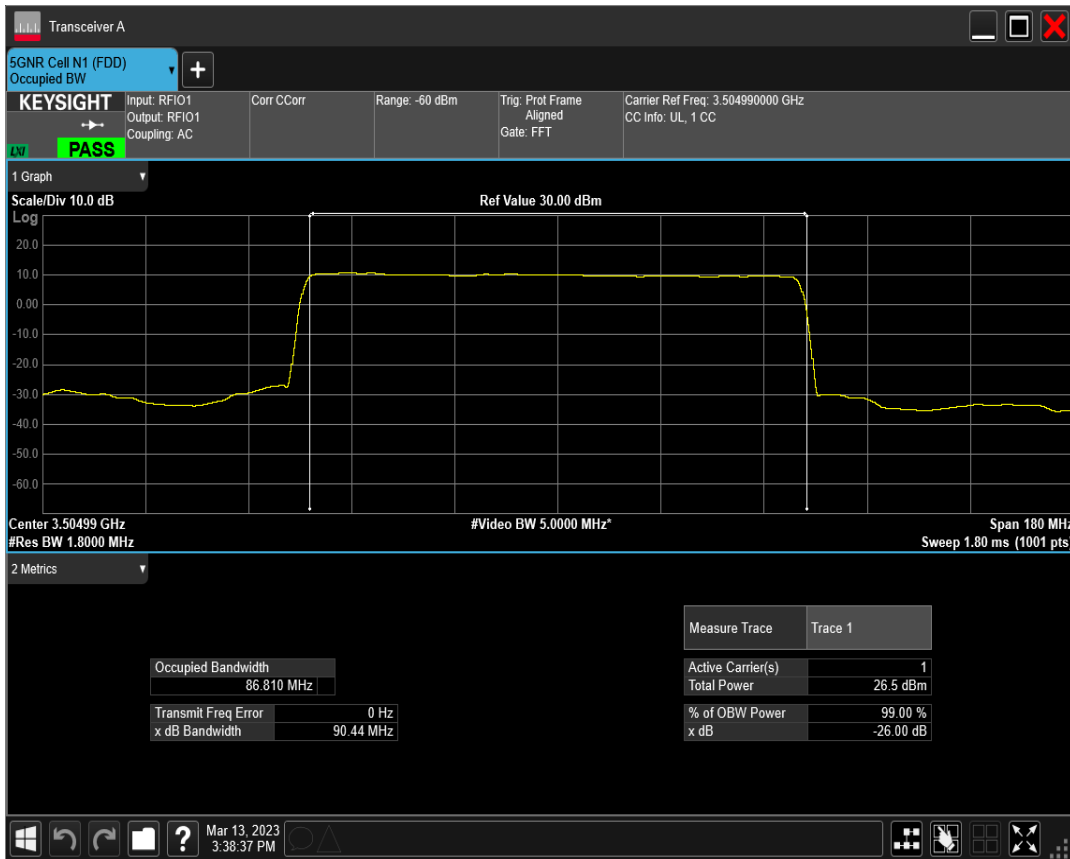 Transceiver A
5GNR Cell N1 (FDD)
Occupied BW
+
KEYSIGHT
LXI
PASS
Input: RFIO1
Output: RFIO1
Coupling: AC
Corr CCorr
Range: -60 dBm
Trig: Prot Frame
Aligned
Gate: FFT
Carrier Ref Freq: 3.504990000 GHz
CC Info: UL, 1 CC
1 Graph
Scale/Div 10.0 dB
Ref Value 30.00 dBm
Log
20.0
10.0
0.00
-10.0
-20.0
-30.0
-40.0
-50.0
-60.0
Center 3.50499 GHz
#Video BW 5.0000 MHz*
Span 180 MHz
#Res BW 1.8000 MHz
Sweep 1.80 ms (1001 pts)
2 Metrics
Measure Trace Trace 1
Occupied Bandwidth
86.810 MHz
Transmit Freq Error 0 Hz
x dB Bandwidth 90.44 MHz
Active Carrier(s) 1
Total Power 26.5 dBm
% of OBW Power 99.00 %
x dB -26.00 dB
?
Mar 13, 2023
3:38:37 PM